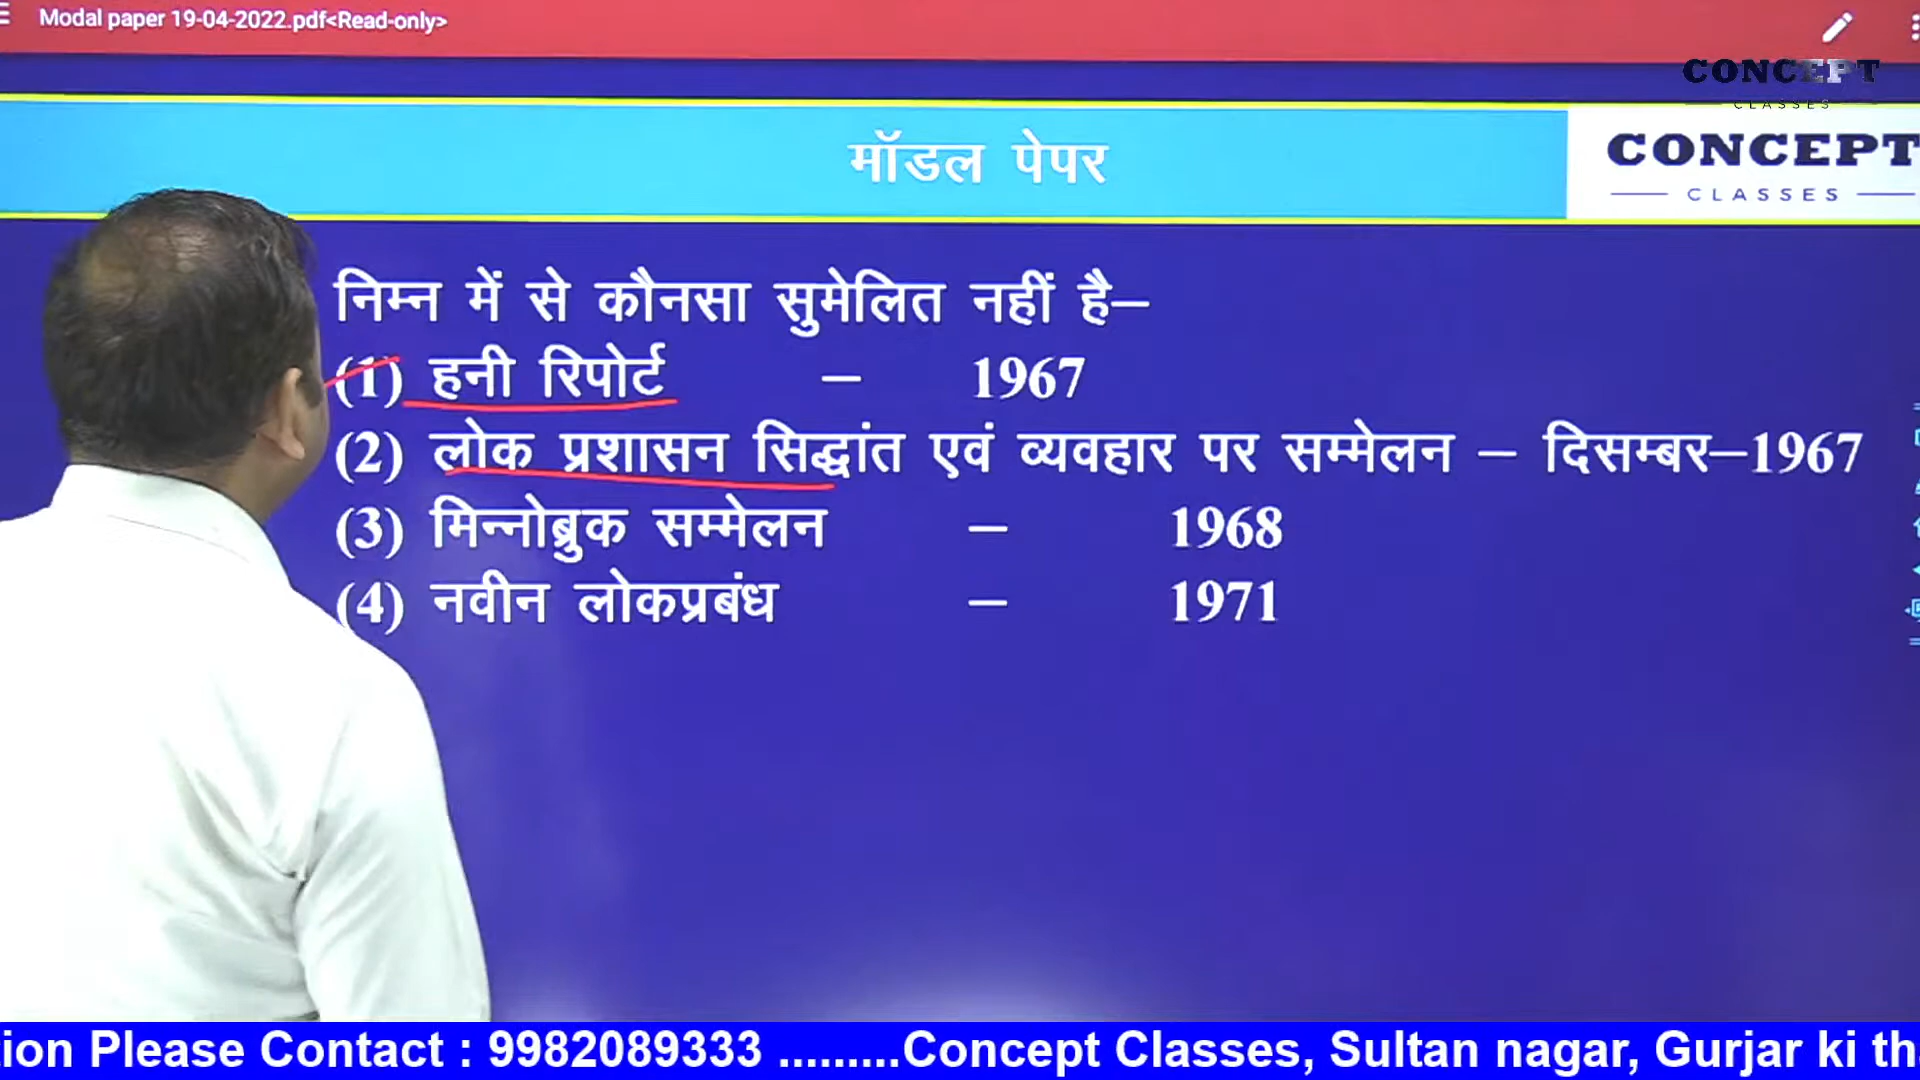 Modal paper 19-04-2022.pdf<Read-only>
CONCEPT
CLASSES
मॉडल पेपर
CONCEPT
CLASSES
निम्न में से कौनसा सुमेलित नहीं है–
(1) हनी रिपोर्ट – 1967
(2) लोक प्रशासन सिद्धांत एवं व्यवहार पर सम्मेलन – दिसम्बर–1967
(3) मिन्नोब्रुक सम्मेलन – 1968
(4) नवीन लोकप्रबंध – 1971
tion Please Contact : 9982089333 .........Concept Classes, Sultan nagar, Gurjar ki th